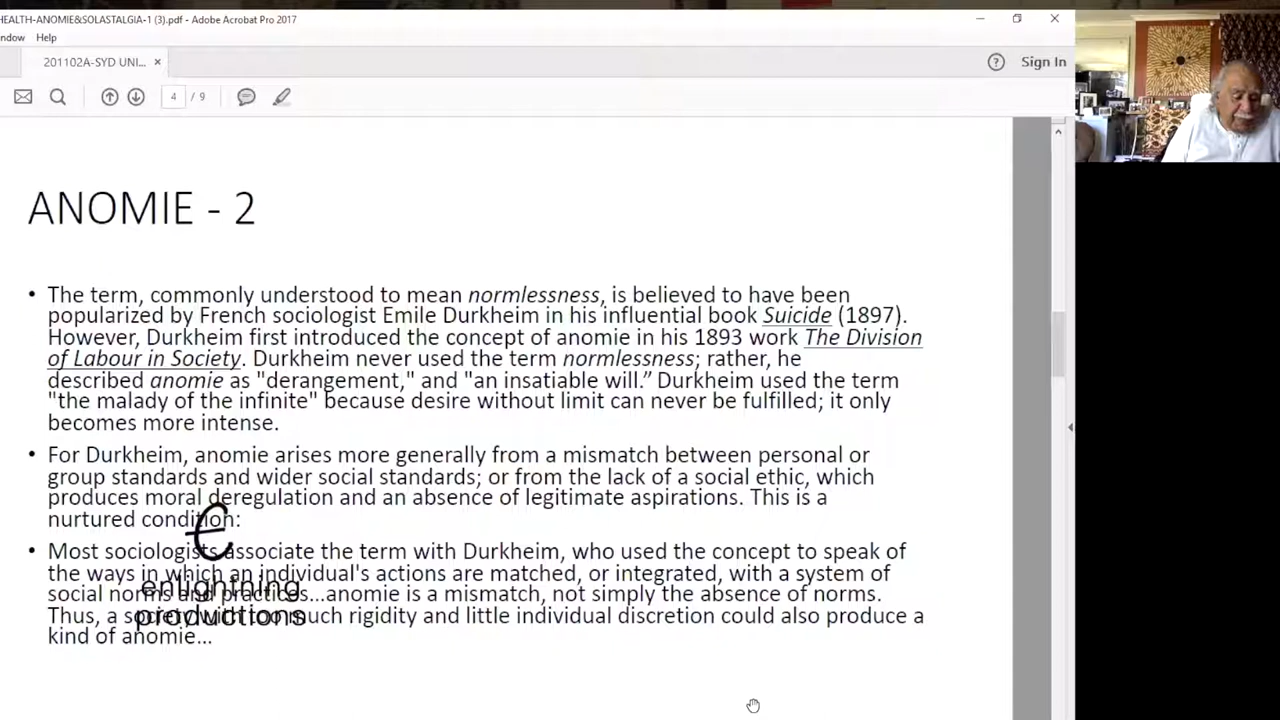 HEALTH-ANOMIE&SOLASTALGIA-1 (3).pdf - Adobe Acrobat Pro 2017
ndow Help
201102A-SYD UNI... ×
Sign In
4 / 9
ANOMIE - 2
• The term, commonly understood to mean normlessness, is believed to have been
popularized by French sociologist Emile Durkheim in his influential book Suicide (1897).
However, Durkheim first introduced the concept of anomie in his 1893 work The Division
of Labour in Society. Durkheim never used the term normlessness; rather, he
described anomie as "derangement," and "an insatiable will.” Durkheim used the term
"the malady of the infinite" because desire without limit can never be fulfilled; it only
becomes more intense.
• For Durkheim, anomie arises more generally from a mismatch between personal or
group standards and wider social standards; or from the lack of a social ethic, which
produces moral deregulation and an absence of legitimate aspirations. This is a
nurtured condition:
• Most sociologists associate the term with Durkheim, who used the concept to speak of
the ways in which an individual's actions are matched, or integrated, with a system of
social norms and practices...anomie is a mismatch, not simply the absence of norms.
Thus, a society with too much rigidity and little individual discretion could also produce a
kind of anomie...
enlightning
productions